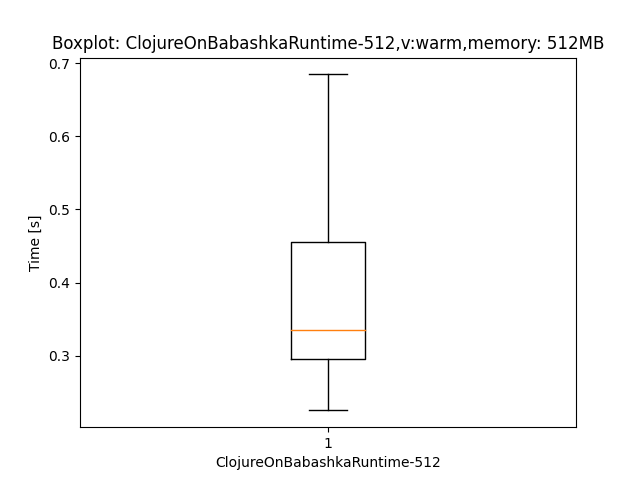 Boxplot: ClojureOnBabashkaRuntime-512,v:warm,memory: 512MB
0.7
0.6
0.5
0.4
0.3
Time [s]
1
ClojureOnBabashkaRuntime-512